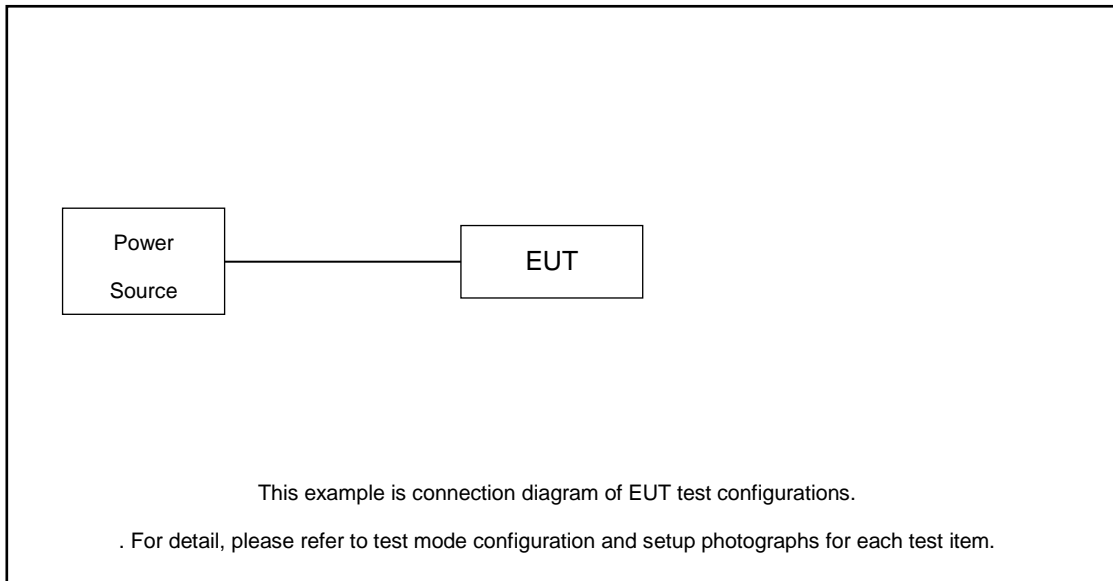 Power
Source
EUT
This example is connection diagram of EUT test configurations.
. For detail, please refer to test mode configuration and setup photographs for each test item.